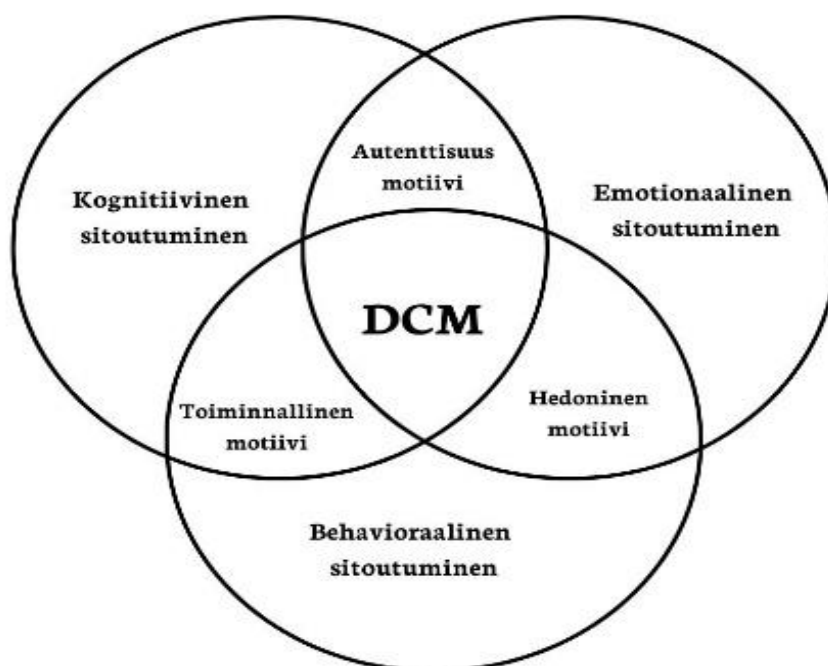 Autenttisuus
motiivi
Kognitiivinen
sitoutuminen
Emotionaalinen
sitoutuminen
DCM
Toiminnallinen
motiivi
Hedoninen
motiivi
Behavioraalinen
sitoutuminen